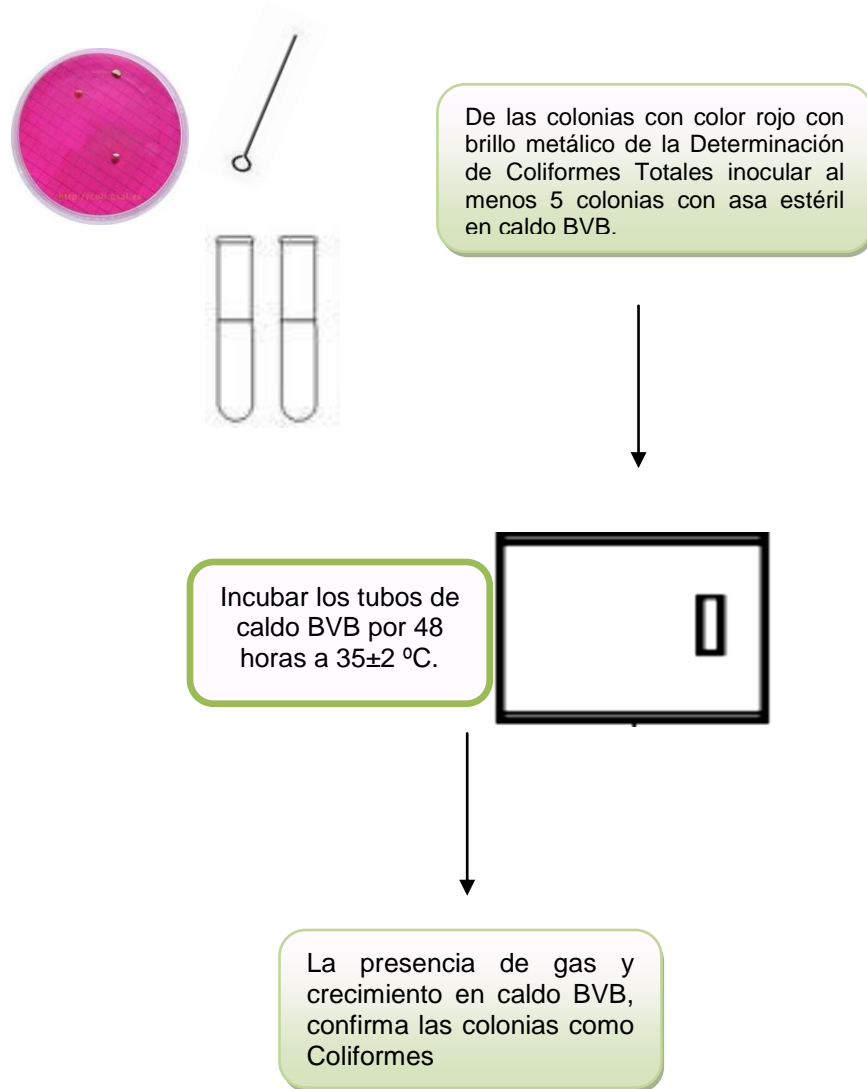 De las colonias con color rojo con
brillo metálico de la Determinación
de Coliformes Totales inocular al
menos 5 colonias con asa estéril
en caldo BVB.
Incubar los tubos de
caldo BVB por 48
horas a 35±2 ºC.
La presencia de gas y
crecimiento en caldo BVB,
confirma las colonias como
Coliformes